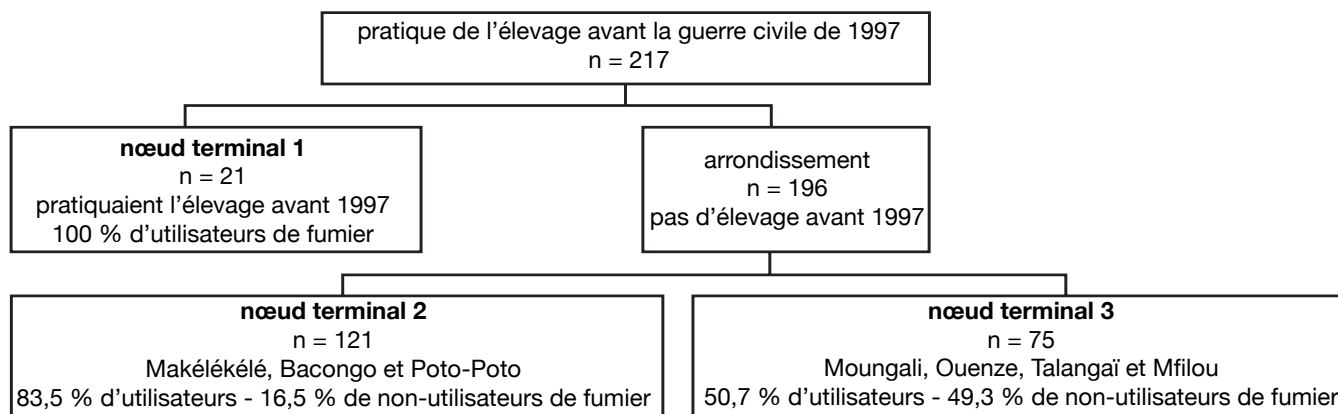 pratique de l’élevage avant la guerre civile de 1997
n = 217
nœud terminal 1
n = 21
pratiquaient l’élevage avant 1997
100 % d’utilisateurs de fumier
arrondissement
n = 196
pas d’élevage avant 1997
nœud terminal 2
n = 121
Makélékélé, Bacongo et Poto-Poto
83,5 % d’utilisateurs - 16,5 % de non-utilisateurs de fumier
nœud terminal 3
n = 75
Moungali, Ouenze, Talangaï et Mfilou
50,7 % d’utilisateurs - 49,3 % de non-utilisateurs de fumier